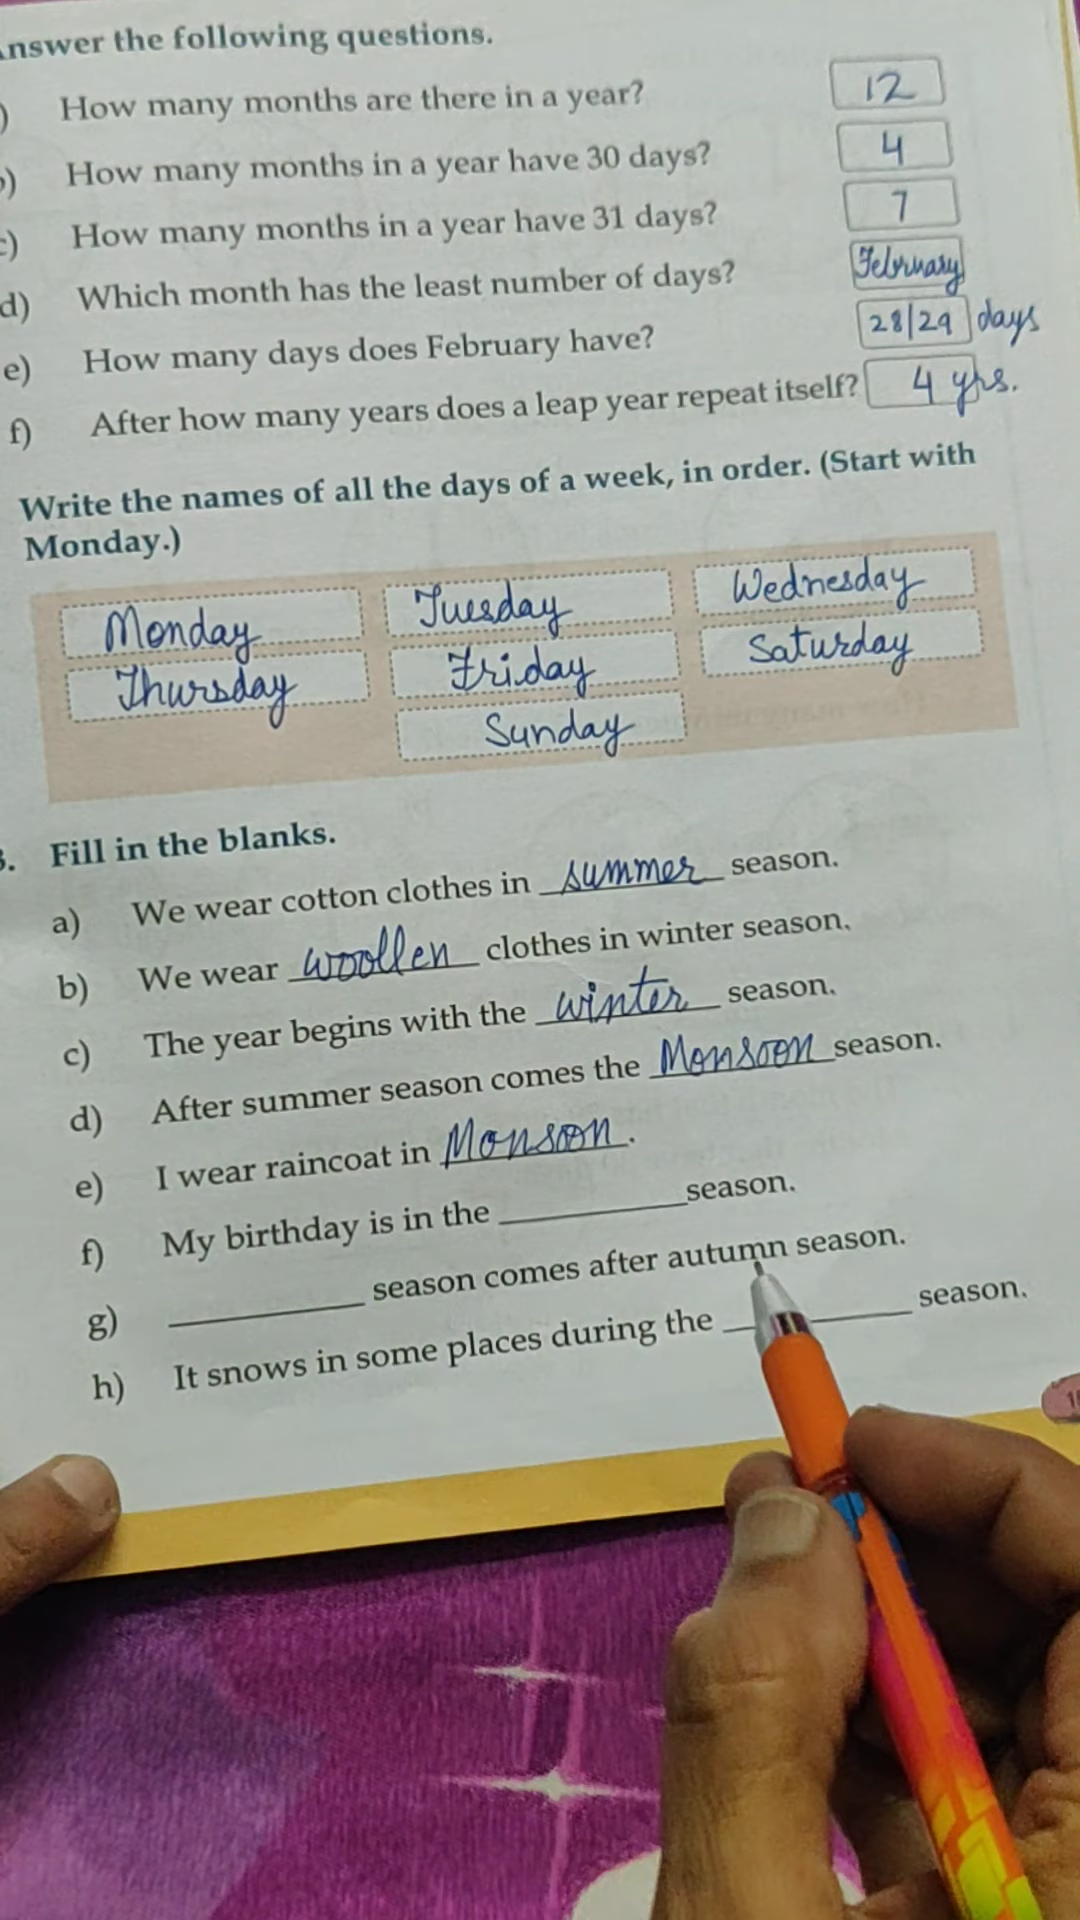 nswer the following questions.
) How many months are there in a year? 12
) How many months in a year have 30 days? 4
) How many months in a year have 31 days? 7
d) Which month has the least number of days? February
e) How many days does February have? 28/29 days
f) After how many years does a leap year repeat itself? 4 yrs.
Write the names of all the days of a week, in order. (Start with
Monday.)
Monday Tuesday Wednesday
Thursday Friday Saturday
Sunday
3. Fill in the blanks.
a) We wear cotton clothes in summer season.
b) We wear woollen clothes in winter season.
c) The year begins with the winter season.
d) After summer season comes the Monsoon season.
e) I wear raincoat in Monsoon.
f) My birthday is in the ________ season.
g) ________ season comes after autumn season.
h) It snows in some places during the ________ season.